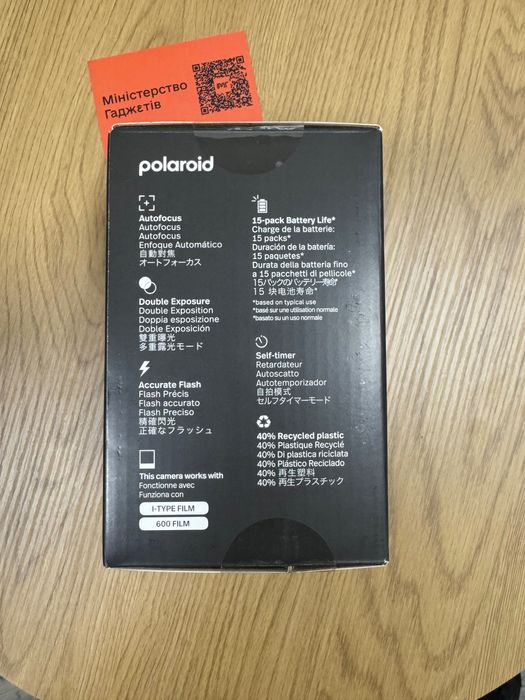 Міністерство
Гаджетів
polaroid
Autofocus
Autofocus
Autofocus
Enfoque Automático
自動對焦
オートフォーカス
Double Exposure
Double Exposition
Doppia esposizione
Doble Exposición
雙重曝光
多重露光モード
Accurate Flash
Flash Précis
Flash accurato
Flash Preciso
精確閃光
正確なフラッシュ
This camera works with
Fonctionne avec
Funziona con
I-TYPE FILM
600 FILM
15-pack Battery Life*
Charge de la batterie:
15 packs*
Duración de la batería:
15 paquetes*
Durata della batteria fino
a 15 pacchetti di pellicole*
15パックのバッテリー寿命*
15 块电池寿命*
*based on typical use
*basé sur une utilisation normale
*basato su un uso normale
Self-timer
Retardateur
Autoscatto
Autotemporizador
自拍模式
セルフタイマーモード
40% Recycled plastic
40% Plastique Recyclé
40% Di plastica riciclata
40% Plástico Reciclado
40% 再生塑料
40% 再生プラスチック